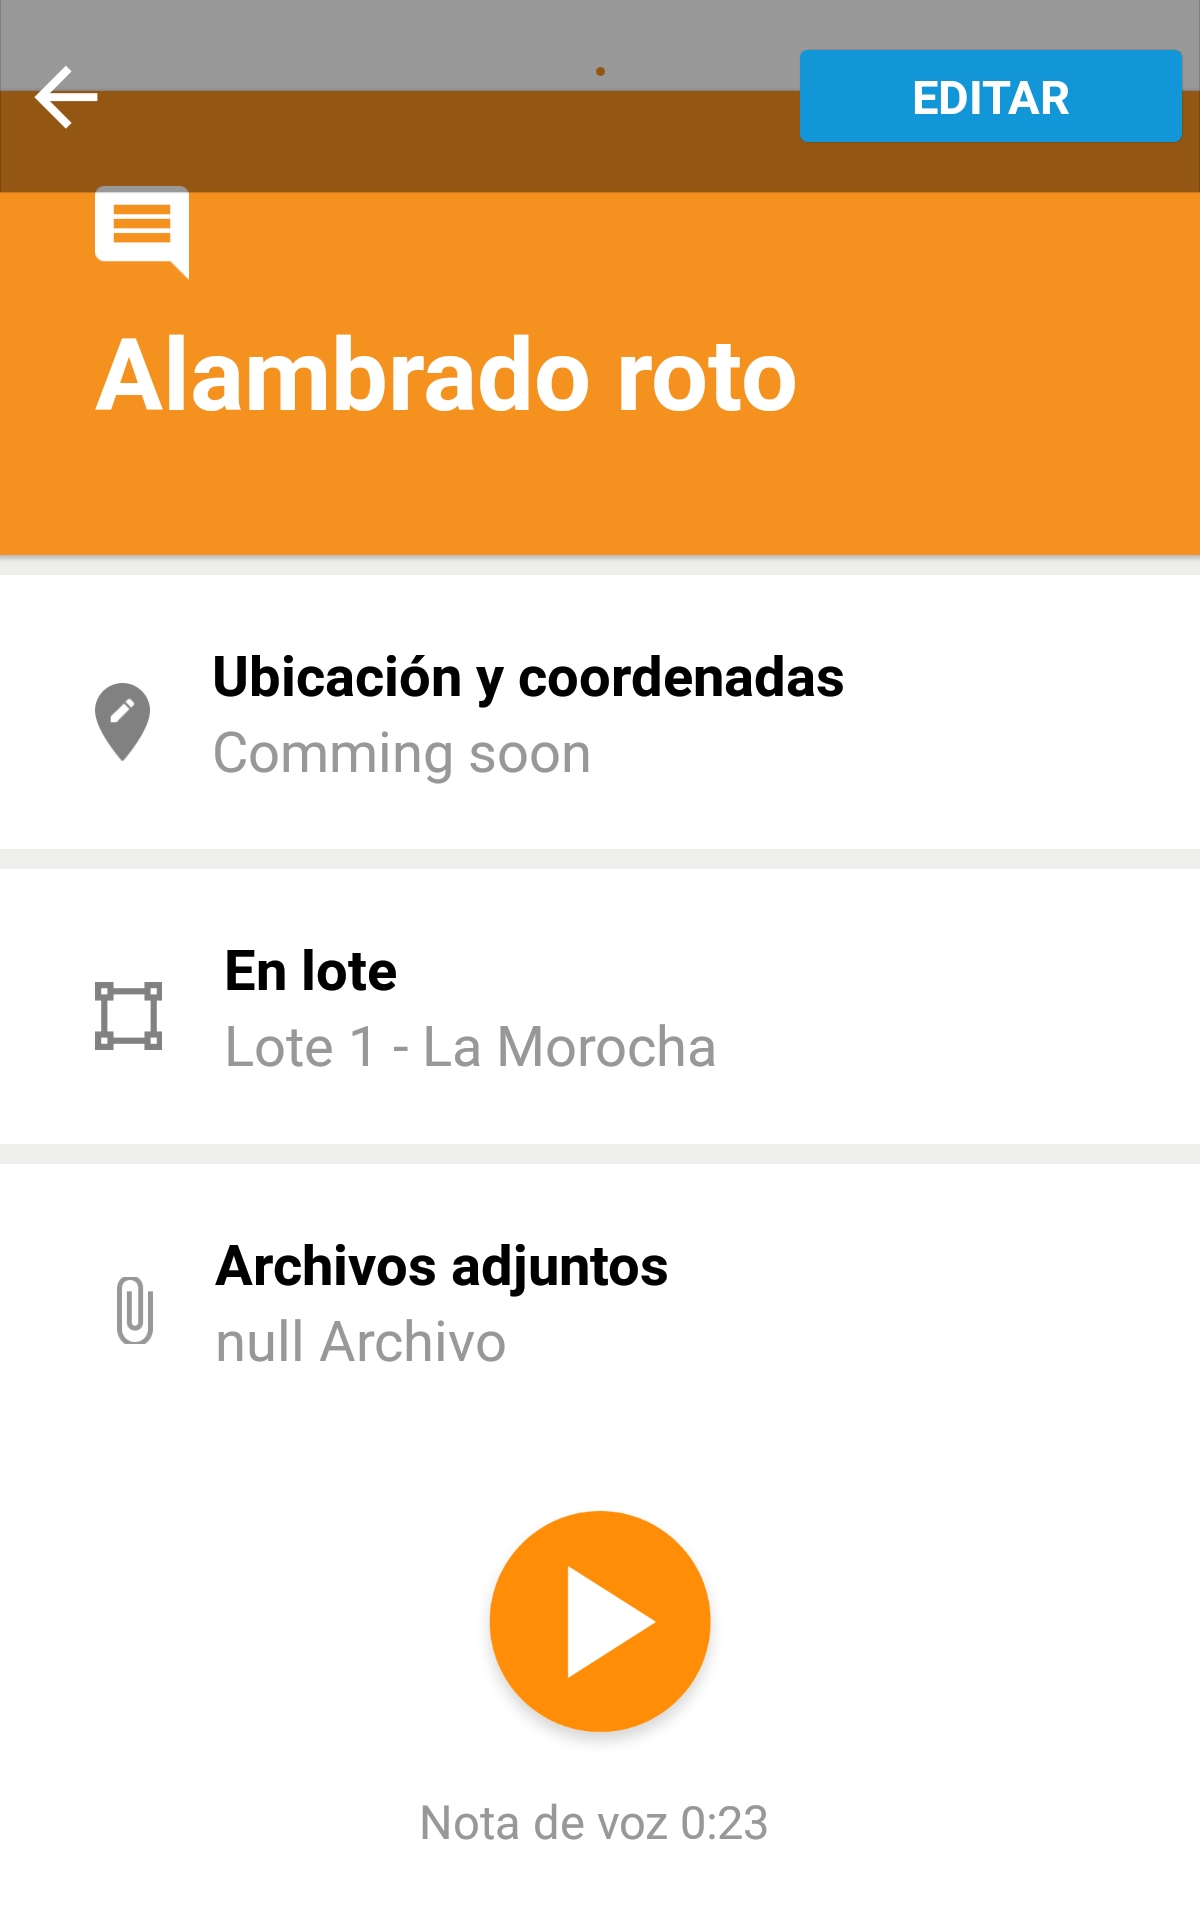 EDITAR
Alambrado roto
Ubicación y coordenadas
Comming soon
En lote
Lote 1 - La Morocha
Archivos adjuntos
null Archivo
Nota de voz 0:23